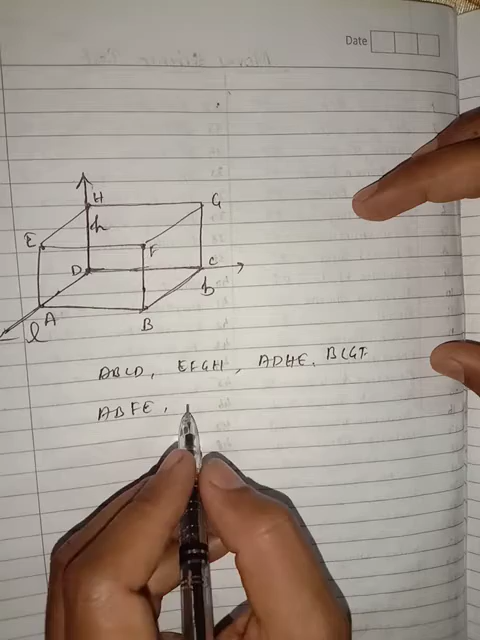 Date
H
G
h
E
F
D
C
b
A
l
B
ABCD, EFGH, ADHE, BCGF
ABFE,